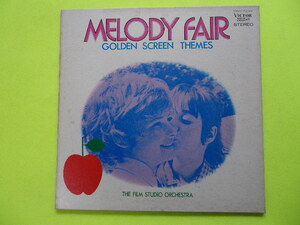 MELODY FAIR
GOLDEN SCREEN THEMES
VICTOR
STEREO
THE FILM STUDIO ORCHESTRA